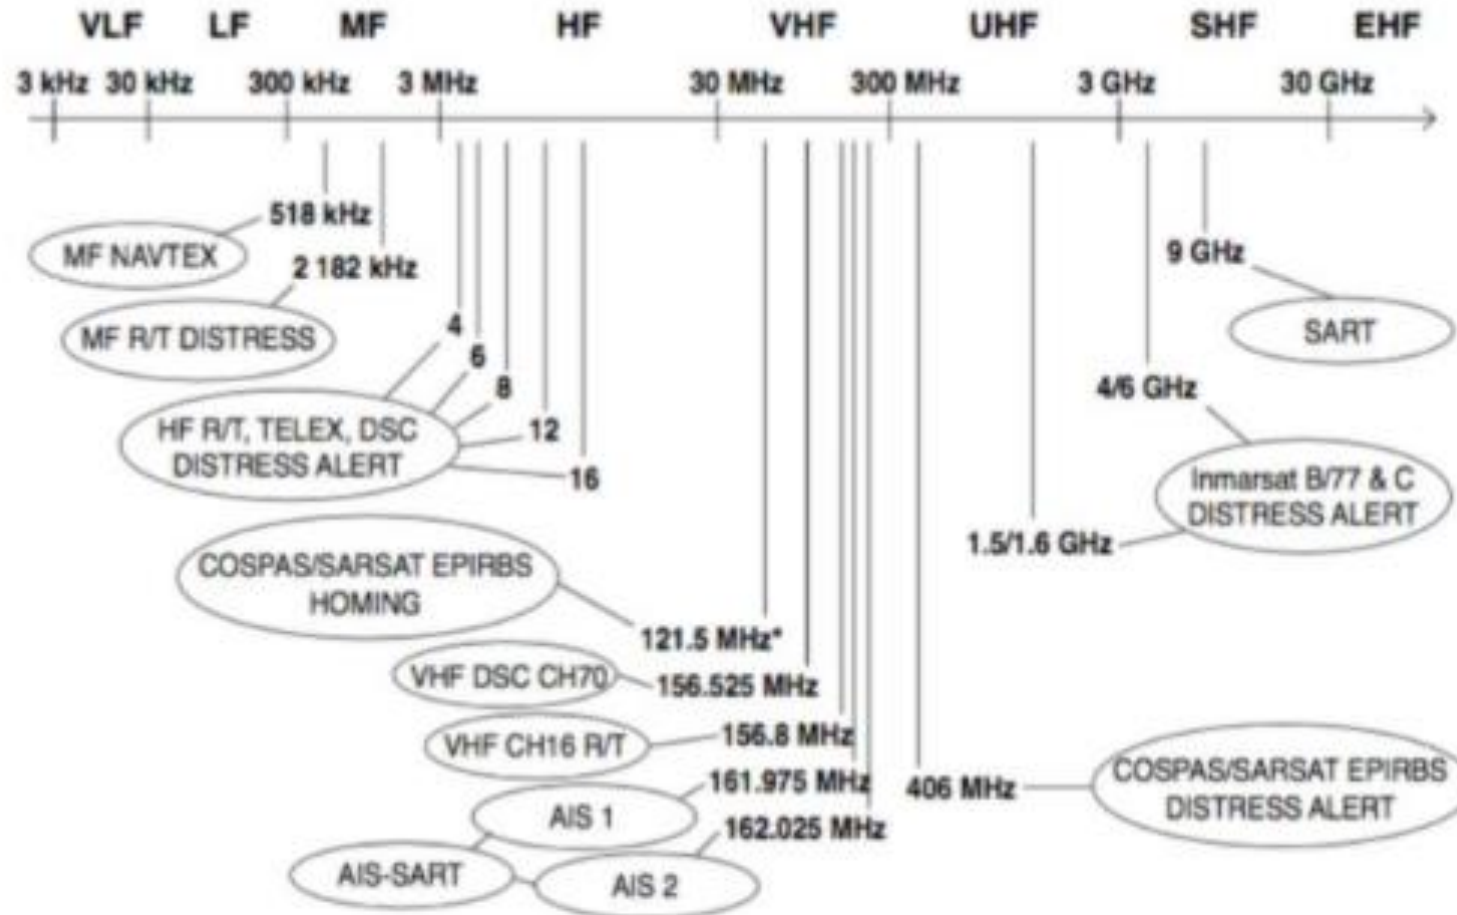 VLF LF MF HF VHF UHF SHF EHF
3 kHz 30 kHz 300 kHz 3 MHz 30 MHz 300 MHz 3 GHz 30 GHz
518 kHz
MF NAVTEX
9 GHz
2 182 kHz
SART
MF R/T DISTRESS
4
6
8
4/6 GHz
HF R/T, TELEX, DSC
DISTRESS ALERT
12
16
Inmarsat B/77 & C
DISTRESS ALERT
1.5/1.6 GHz
COSPAS/SARSAT EPIRBS
HOMING
121.5 MHz*
VHF DSC CH70
156.525 MHz
VHF CH16 R/T
156.8 MHz
161.975 MHz
406 MHz
COSPAS/SARSAT EPIRBS
DISTRESS ALERT
AIS 1
162.025 MHz
AIS-SART
AIS 2